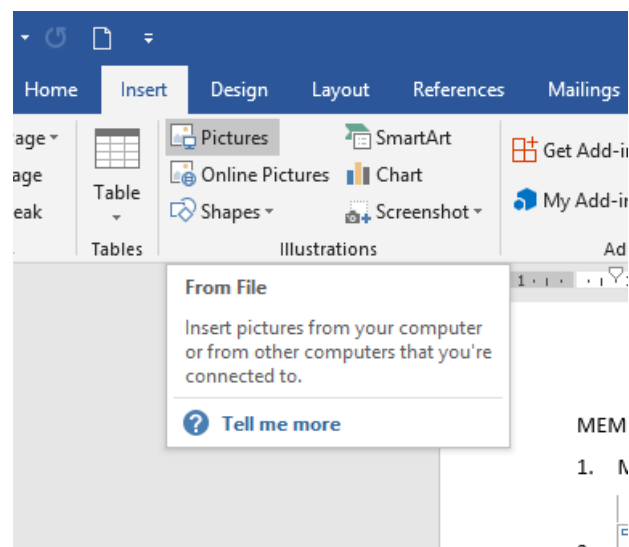 Home Insert Design Layout References Mailings
age
age
eak
Table
Tables
Pictures SmartArt
Online Pictures Chart
Shapes Screenshot
Illustrations
Get Add-i
My Add-i
Ad
From File
Insert pictures from your computer
or from other computers that you're
connected to.
Tell me more
1
MEM
1.